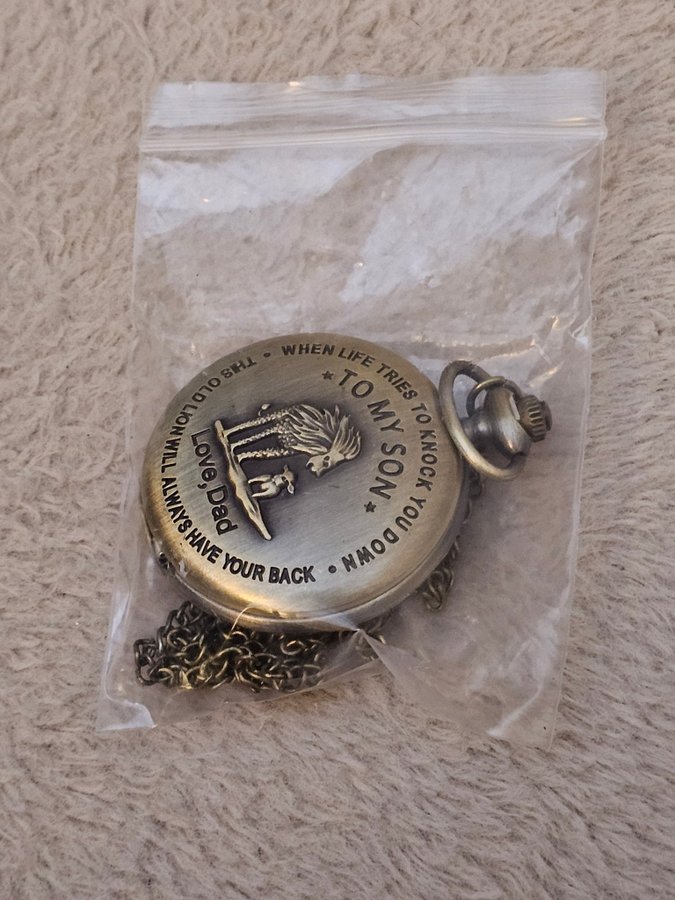 WHEN LIFE TRIES TO KNOCK YOU DOWN
THIS OLD LION WILL ALWAYS HAVE YOUR BACK
TO MY SON
Love, Dad